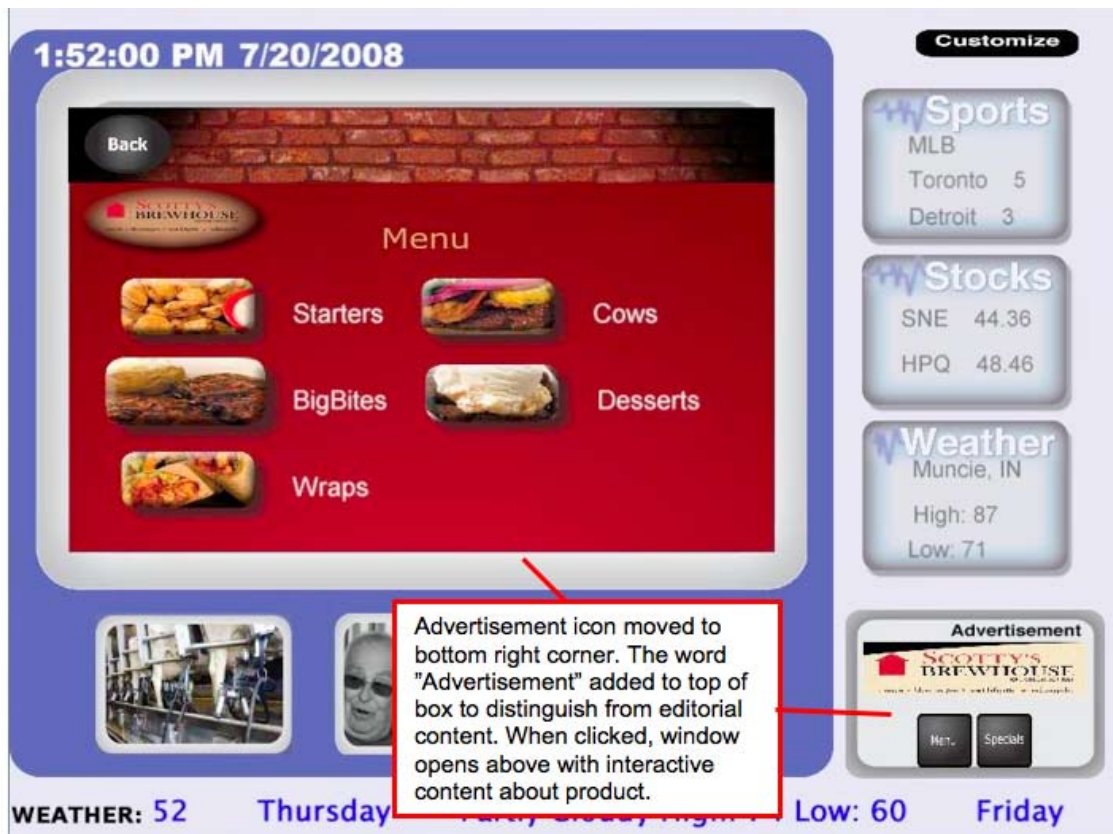 1:52:00 PM 7/20/2008
Customize
Back
SCOTTY'S
BREWHOUSE
Menu
Starters
Cows
BigBites
Desserts
Wraps
Sports
MLB
Toronto 5
Detroit 3
Stocks
SNE 44.36
HPQ 48.46
Weather
Muncie, IN
High: 87
Low: 71
Advertisement icon moved to
bottom right corner. The word
"Advertisement" added to top of
box to distinguish from editorial
content. When clicked, window
opens above with interactive
content about product.
Advertisement
SCOTTY'S
BREWHOUSE
Menu Specials
WEATHER: 52 Thursday Low: 60 Friday